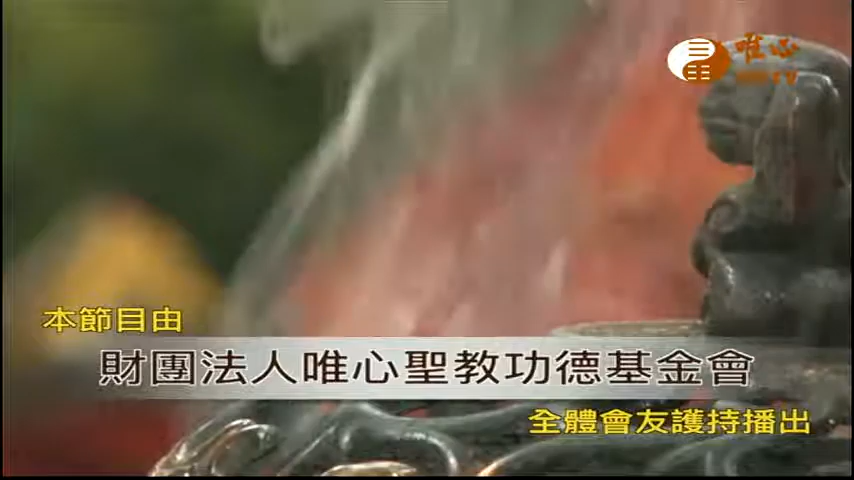 唯心
本節目由
財團法人唯心聖教功德基金會
全體會友護持播出